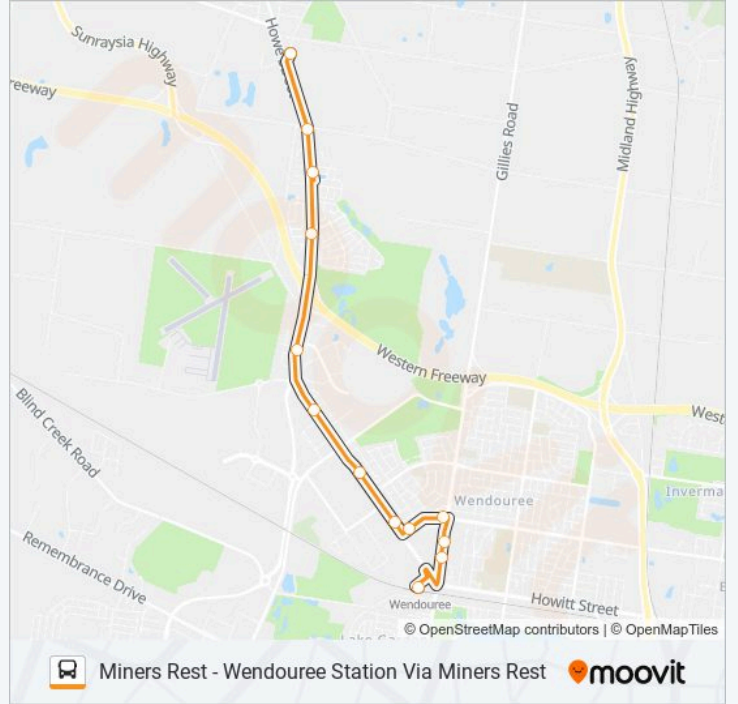 Sunraysia Highway
Howe
reeway
Gillies Road
Midland Highway
Western Freeway
West
Blind Creek Road
Wendouree
Inverma
Remembrance Drive
Wendouree
Howitt Street
© OpenStreetMap contributors | © OpenMapTiles
Miners Rest - Wendouree Station Via Miners Rest
moovit